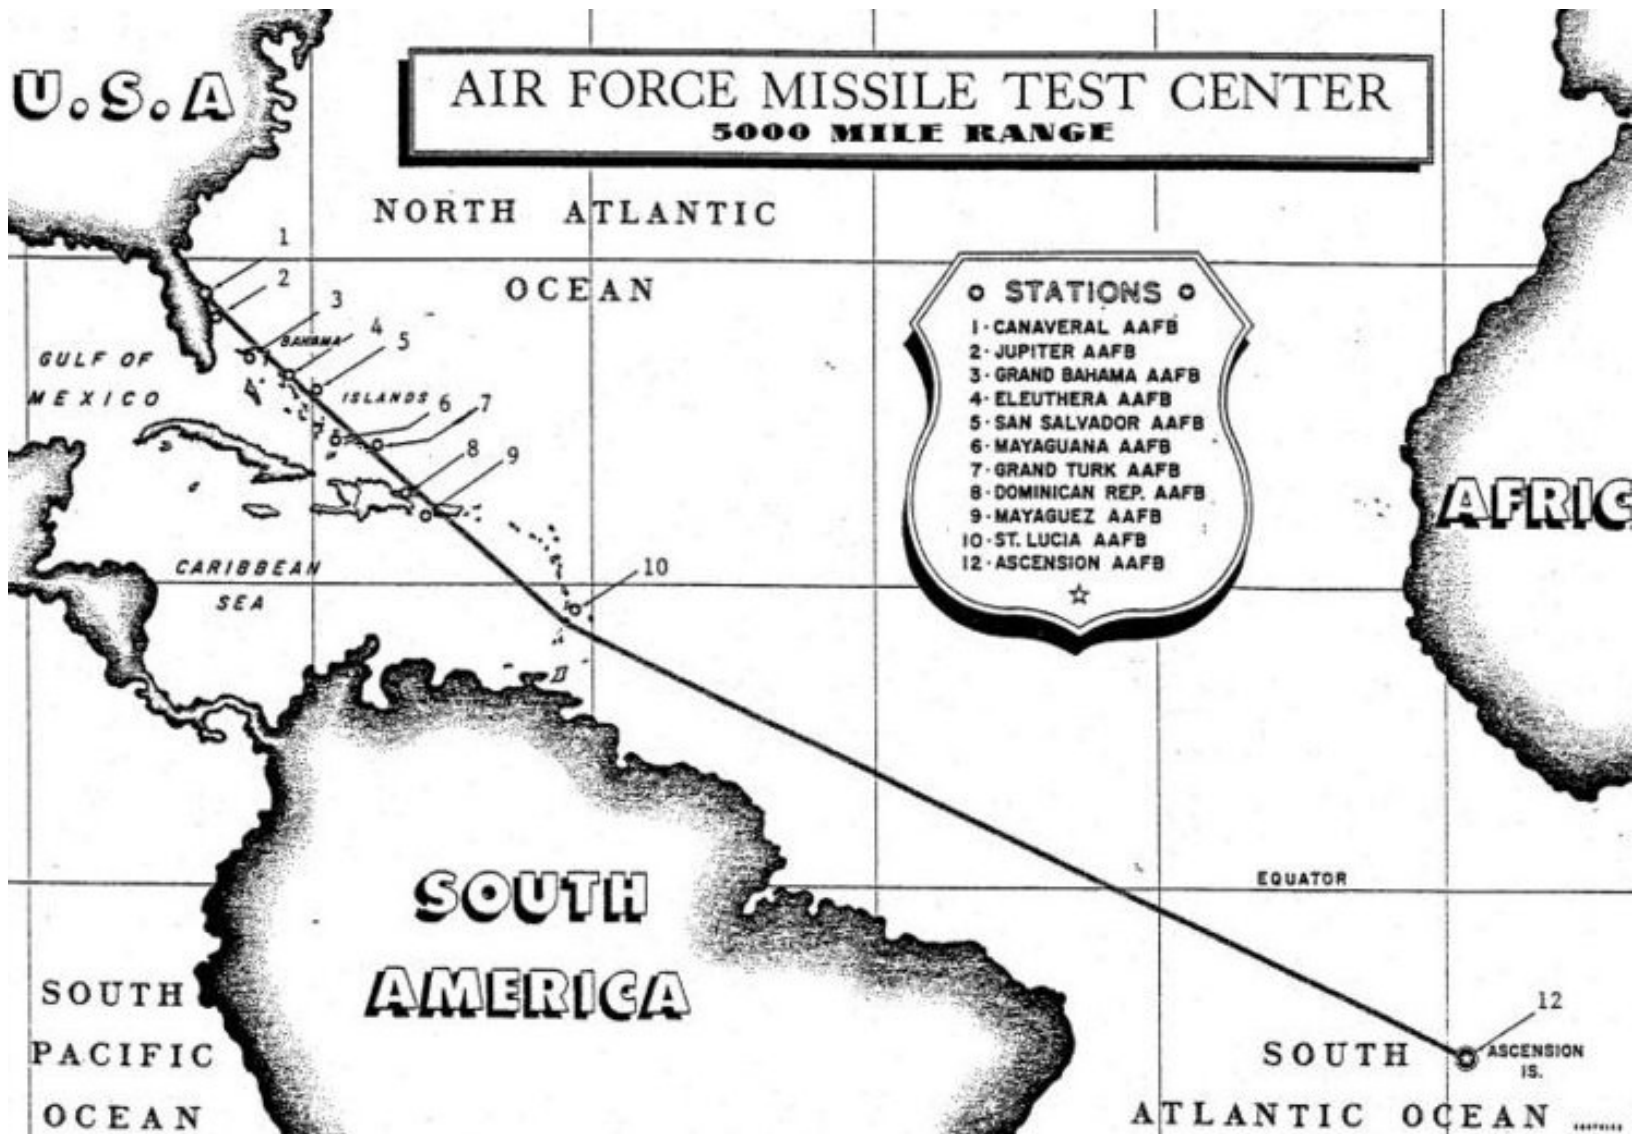 U.S.A
AIR FORCE MISSILE TEST CENTER
5000 MILE RANGE
NORTH ATLANTIC
OCEAN
1
2
3
BAHAMA
4
5
ISLANDS
6
7
8
9
10
GULF OF
MEXICO
CARIBBEAN
SEA
STATIONS
1-CANAVERAL AAFB
2-JUPITER AAFB
3-GRAND BAHAMA AAFB
4-ELEUTHERA AAFB
5-SAN SALVADOR AAFB
6-MAYAGUANA AAFB
7-GRAND TURK AAFB
8-DOMINICAN REP. AAFB
9-MAYAGUEZ AAFB
10-ST. LUCIA AAFB
12-ASCENSION AAFB
AFRIC
SOUTH
AMERICA
EQUATOR
SOUTH
PACIFIC
OCEAN
12
ASCENSION
IS.
SOUTH
ATLANTIC OCEAN